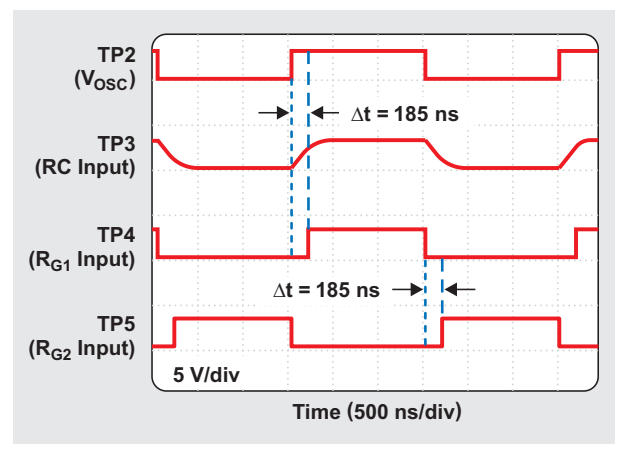 TP2
(VOSC)
Δt = 185 ns
TP3
(RC Input)
TP4
(RG1 Input)
Δt = 185 ns
TP5
(RG2 Input)
5 V/div
Time (500 ns/div)